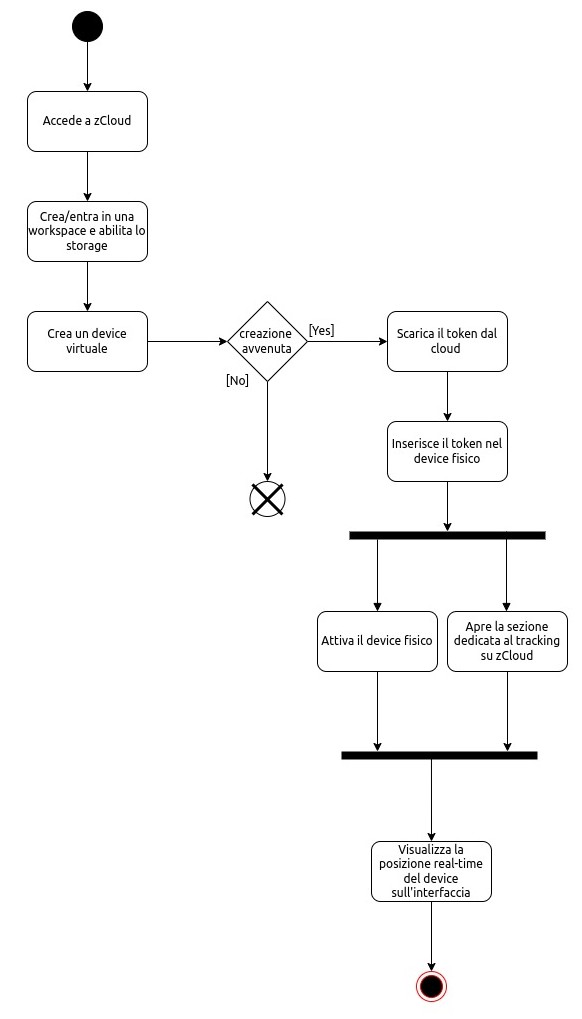 Accede a zCloud
Crea/entra in una
workspace e abilita lo
storage
Crea un device
virtuale
creazione
avvenuta
[Yes]
[No]
Scarica il token dal
cloud
Inserisce il token nel
device fisico
Attiva il device fisico
Apre la sezione
dedicata al tracking
su zCloud
Visualizza la
posizione real-time
del device
sull'interfaccia